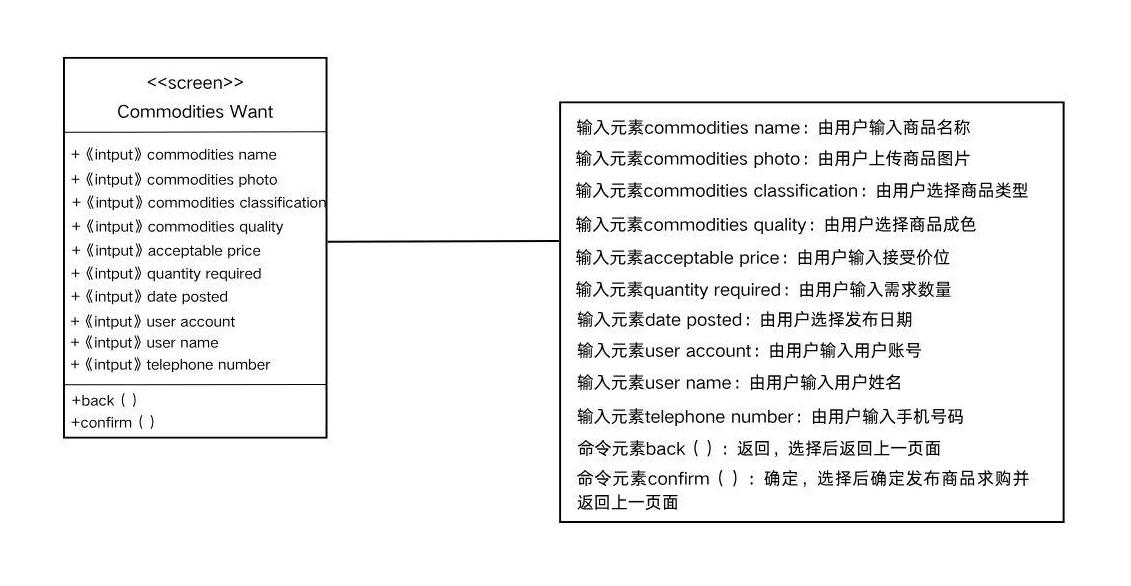 <<screen>>
Commodities Want
+《intput》commodities name
+《intput》commodities photo
+《intput》commodities classification
+《intput》commodities quality
+《intput》acceptable price
+《intput》quantity required
+《intput》date posted
+《intput》user account
+《intput》user name
+《intput》telephone number
+back（）
+confirm（）
输入元素commodities name：由用户输入商品名称
输入元素commodities photo：由用户上传商品图片
输入元素commodities classification：由用户选择商品类型
输入元素commodities quality：由用户选择商品成色
输入元素acceptable price：由用户输入接受价位
输入元素quantity required：由用户输入需求数量
输入元素date posted：由用户选择发布日期
输入元素user account：由用户输入用户账号
输入元素user name：由用户输入用户姓名
输入元素telephone number：由用户输入手机号码
命令元素back（）：返回，选择后返回上一页面
命令元素confirm（）：确定，选择后确定发布商品求购并
返回上一页面